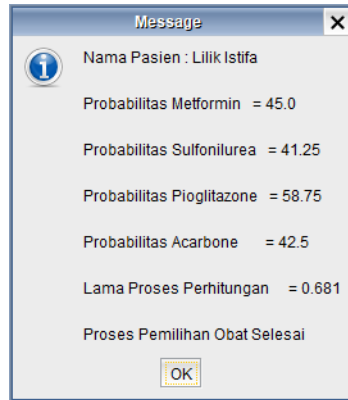 Message
Nama Pasien : Lilik Istifa
Probabilitas Metformin = 45.0
Probabilitas Sulfonilurea = 41.25
Probabilitas Pioglitazone = 58.75
Probabilitas Acarbone = 42.5
Lama Proses Perhitungan = 0.681
Proses Pemilihan Obat Selesai
OK